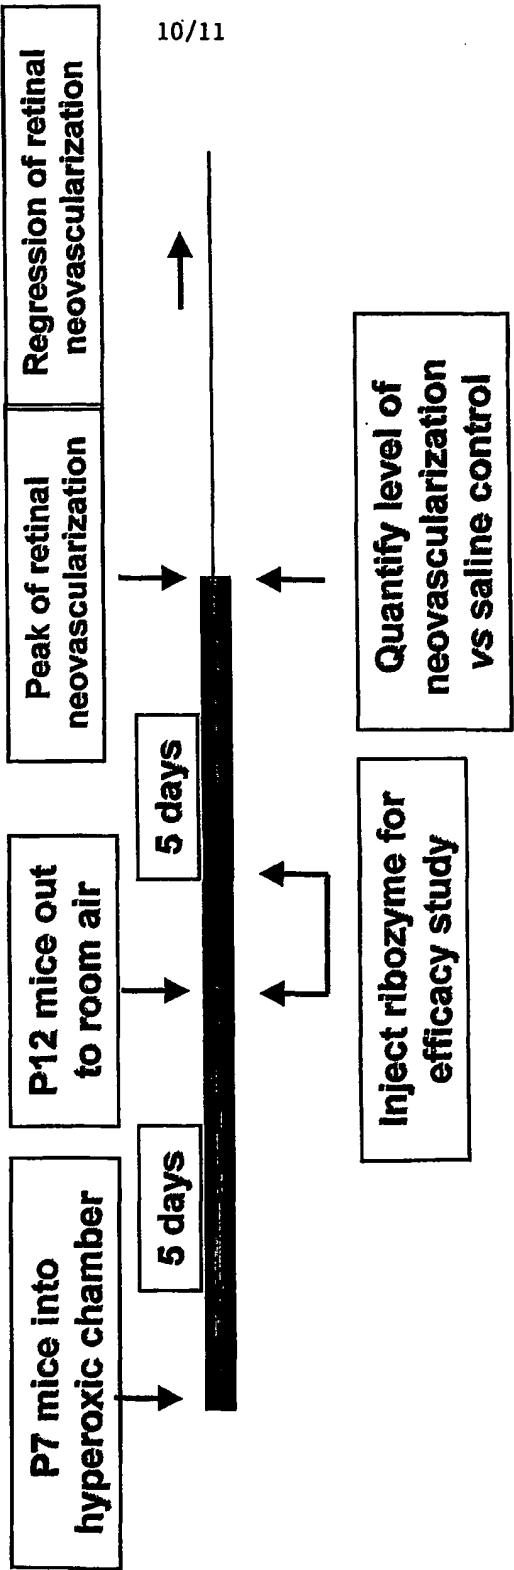 10/11
P7 mice into
hyperoxic chamber
5 days
P12 mice out
to room air
5 days
Peak of retinal
neovascularization
Regression of retinal
neovascularization
Inject ribozyme for
efficacy study
Quantify level of
neovascularization
vs saline control